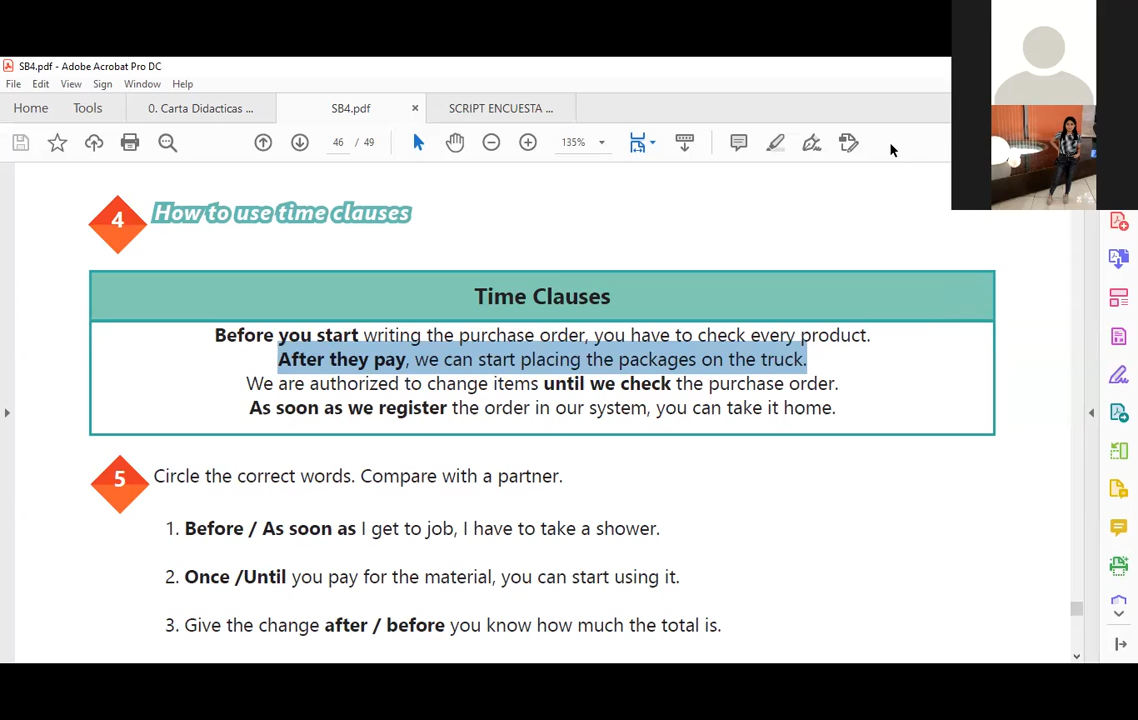 SB4.pdf - Adobe Acrobat Pro DC
File Edit View Sign Window Help
Home Tools 0. Carta Didacticas ... SB4.pdf × SCRIPT ENCUESTA ...
46 / 49 135%
4 How to use time clauses
Time Clauses
Before you start writing the purchase order, you have to check every product.
After they pay, we can start placing the packages on the truck.
We are authorized to change items until we check the purchase order.
As soon as we register the order in our system, you can take it home.
5 Circle the correct words. Compare with a partner.
1. Before / As soon as I get to job, I have to take a shower.
2. Once /Until you pay for the material, you can start using it.
3. Give the change after / before you know how much the total is.